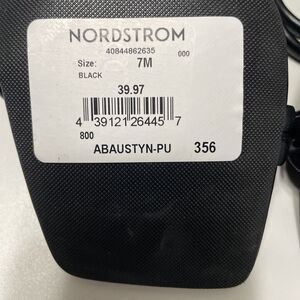 NORDSTROM
40844862635 000
Size: 7M
BLACK
39.97
4 39121 26445 7
800
ABAUSTYN-PU 356